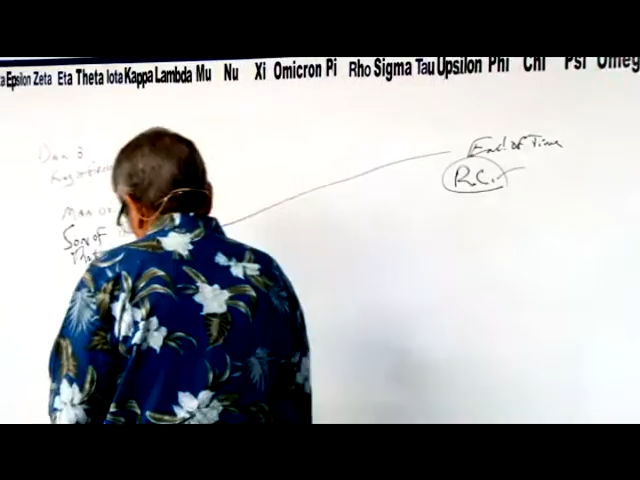 Epsilon Zeta Eta Theta Iota Kappa Lambda Mu Nu Xi Omicron Pi Rho Sigma Tau Upsilon Phi Chi Psi Omeg
Dan 3
End of Time
R.C.
Man
Son of